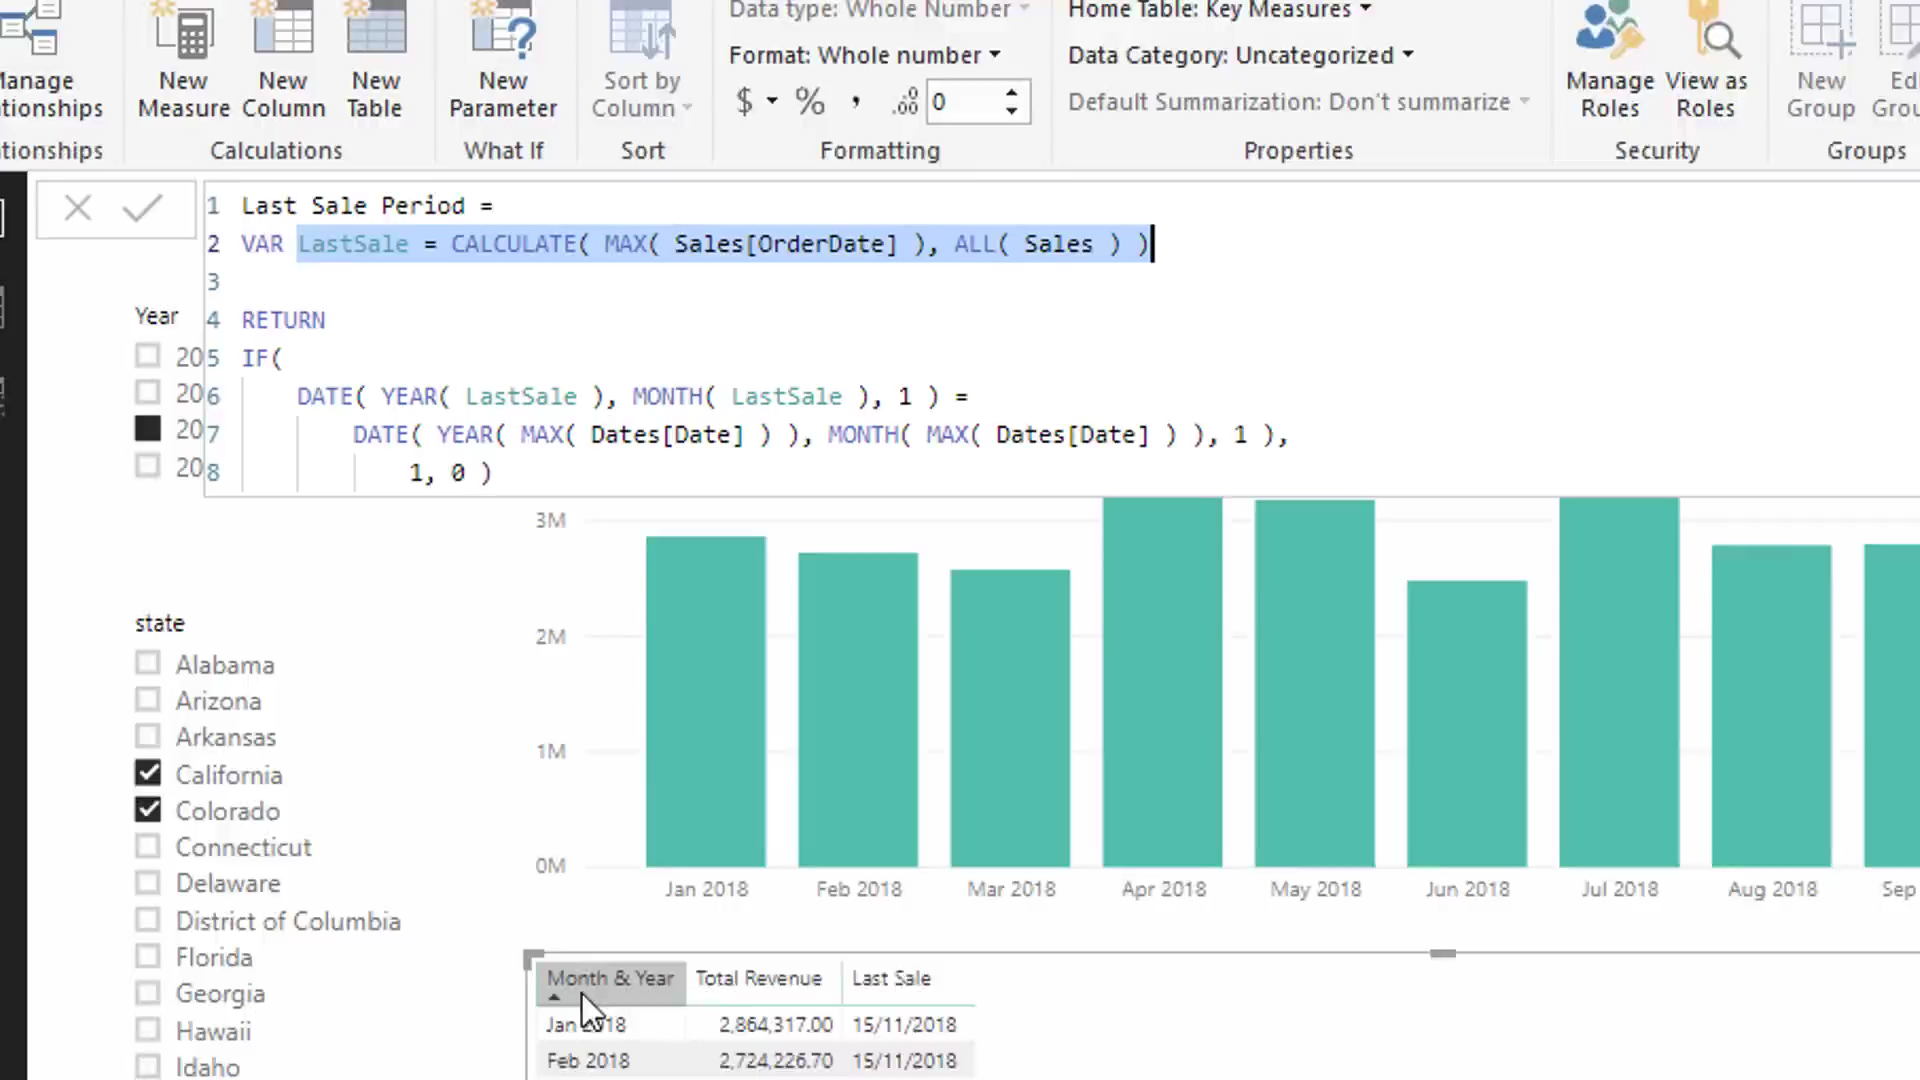 Data type: Whole Number
Home Table: Key Measures
Manage
Relationships
New
Measure
New
Column
New
Table
New
Parameter
Sort by
Column
Format: Whole number
$ % , .00 0
Data Category: Uncategorized
Default Summarization: Don't summarize
Manage
Roles
View as
Roles
New
Group
Relationships
Calculations
What If
Sort
Formatting
Properties
Security
Groups
1 Last Sale Period =
2 VAR LastSale = CALCULATE( MAX( Sales[OrderDate] ), ALL( Sales ) )
3
4 RETURN
5 IF(
6 DATE( YEAR( LastSale ), MONTH( LastSale ), 1 ) =
7 DATE( YEAR( MAX( Dates[Date] ) ), MONTH( MAX( Dates[Date] ) ), 1 ),
8 1, 0 )
Year
20
20
20
20
state
Alabama
Arizona
Arkansas
California
Colorado
Connecticut
Delaware
District of Columbia
Florida
Georgia
Hawaii
Idaho
3M
2M
1M
0M
Jan 2018 Feb 2018 Mar 2018 Apr 2018 May 2018 Jun 2018 Jul 2018 Aug 2018 Sep
Month & Year Total Revenue Last Sale
Jan 2018 2,864,317.00 15/11/2018
Feb 2018 2,724,226.70 15/11/2018